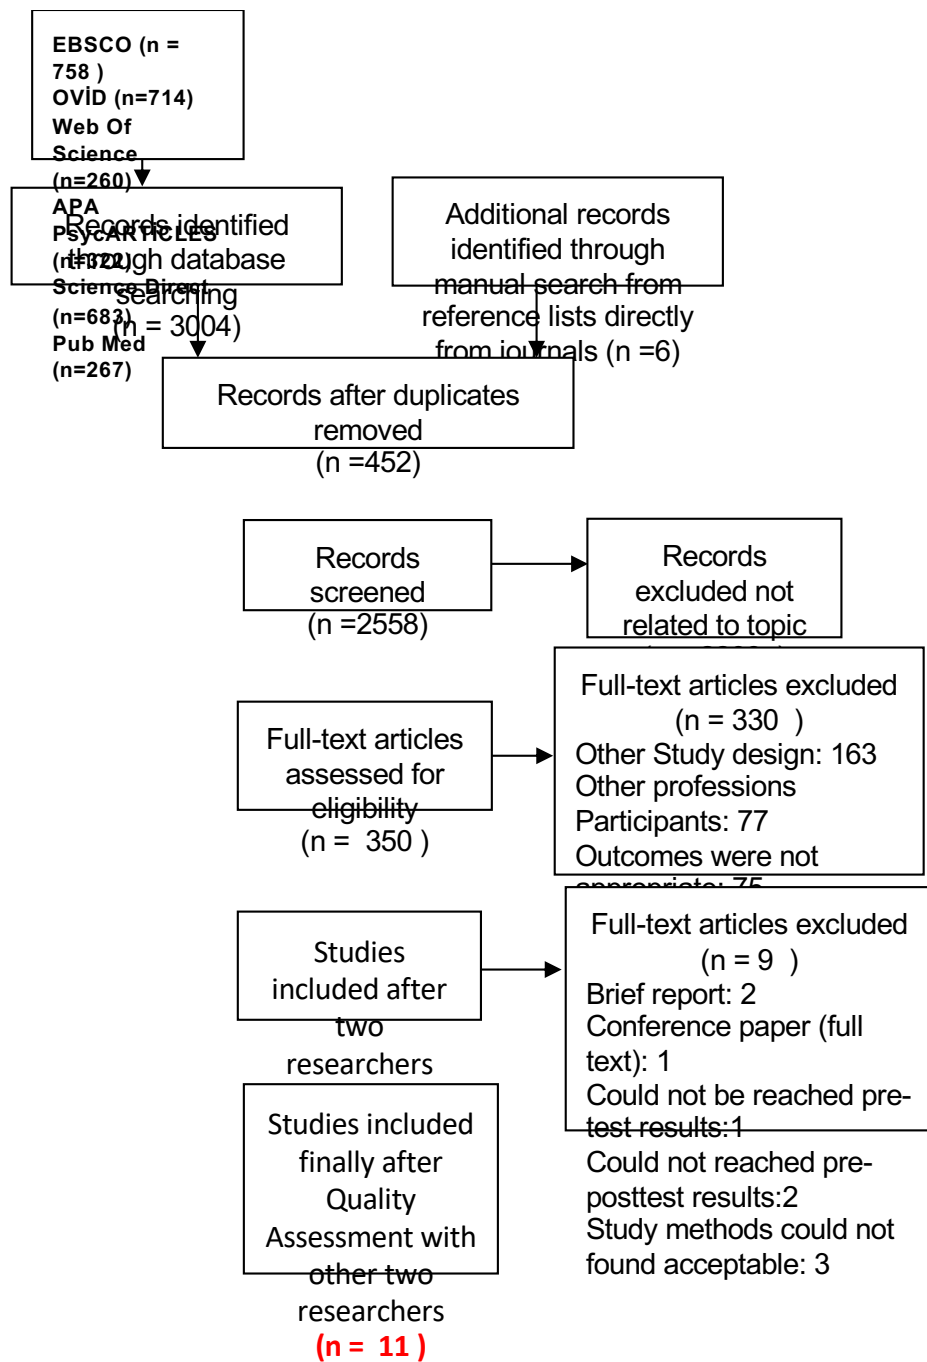 EBSCO (n =
758 )
OVİD (n=714)
Web Of
Science
(n=260)
APA
PsycARTİCLES
(n=322)
Science Direct
(n=683)
Pub Med
(n=267)
Records identified
through database
searching
(n = 3004)
Additional records
identified through
manual search from
reference lists directly
from journals (n =6)
Records after duplicates
removed
(n =452)
Records
screened
(n =2558)
Records
excluded not
related to topic
Full-text articles
assessed for
eligibility
(n = 350 )
Full-text articles excluded
(n = 330 )
Other Study design: 163
Other professions
Participants: 77
Outcomes were not
appropriate: 75
Studies
included after
two
researchers
Full-text articles excluded
(n = 9 )
Brief report: 2
Conference paper (full
text): 1
Could not be reached pre-
test results:1
Could not reached pre-
posttest results:2
Study methods could not
found acceptable: 3
Studies included
finally after
Quality
Assessment with
other two
researchers
(n = 11 )